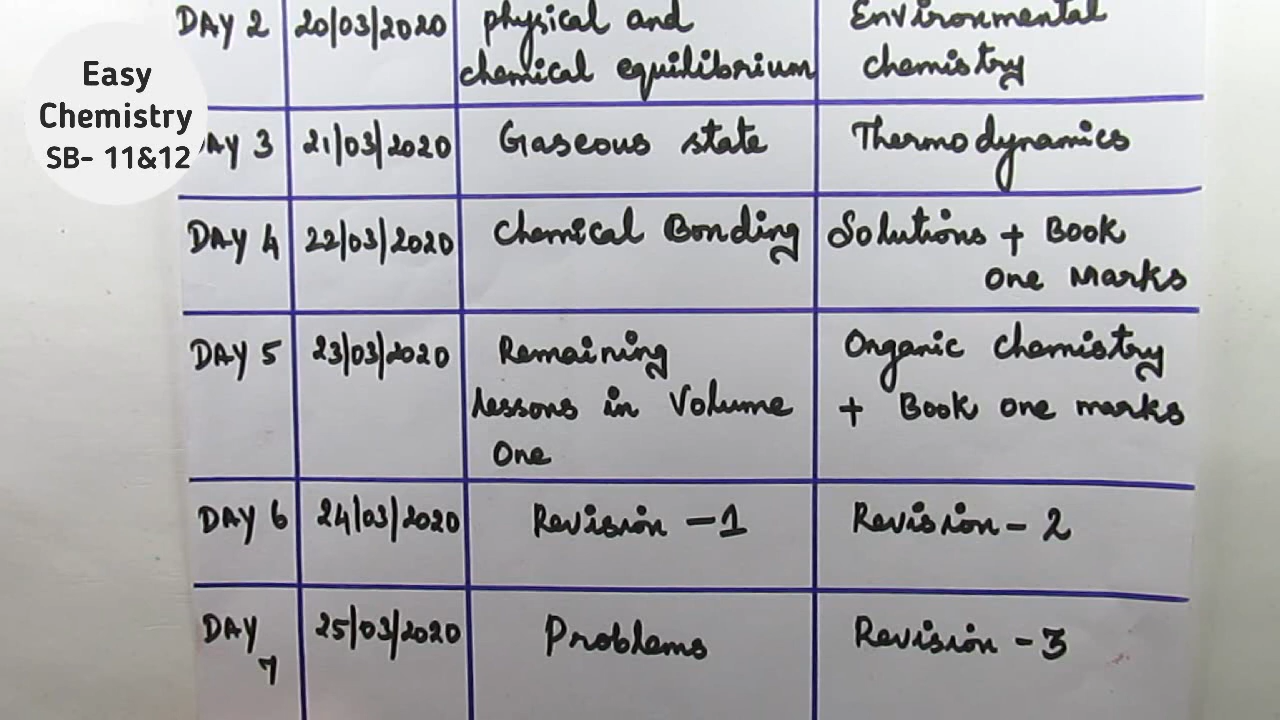 Easy
Chemistry
SB- 11&12
DAY 2 20/03/2020 physical and Environmental
chemical equilibrium chemistry
DAY 3 21/03/2020 Gaseous state Thermodynamics
DAY 4 22/03/2020 Chemical Bonding Solutions + Book
one Marks
DAY 5 23/03/2020 Remaining Organic chemistry
lessons in Volume + Book one marks
One
DAY 6 24/03/2020 Revision - 1 Revision - 2
DAY 25/03/2020 Problems Revision - 3
7